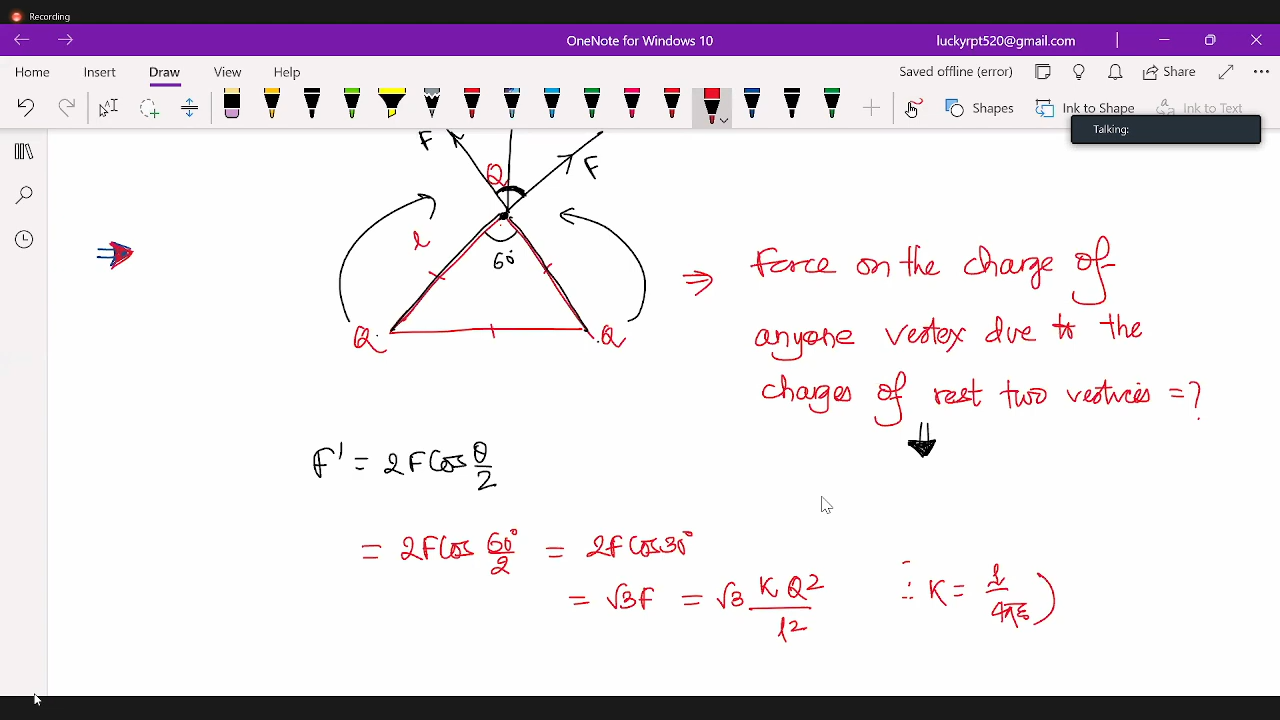 Recording
OneNote for Windows 10
luckyrpt520@gmail.com
Home Insert Draw View Help
Saved offline (error)
Share
Shapes
Ink to Shape
Ink to Text
Talking:
F
F
Q
l
60°
Q
Q
⇒ Force on the charge of
anyone vertex due to the
charges of rest two vertices = ?
F' = 2F Cos θ/2
= 2F Cos 60°/2 = 2F Cos 30°
= √3F = √3 KQ²/l²
∵ K = 1/4πε)